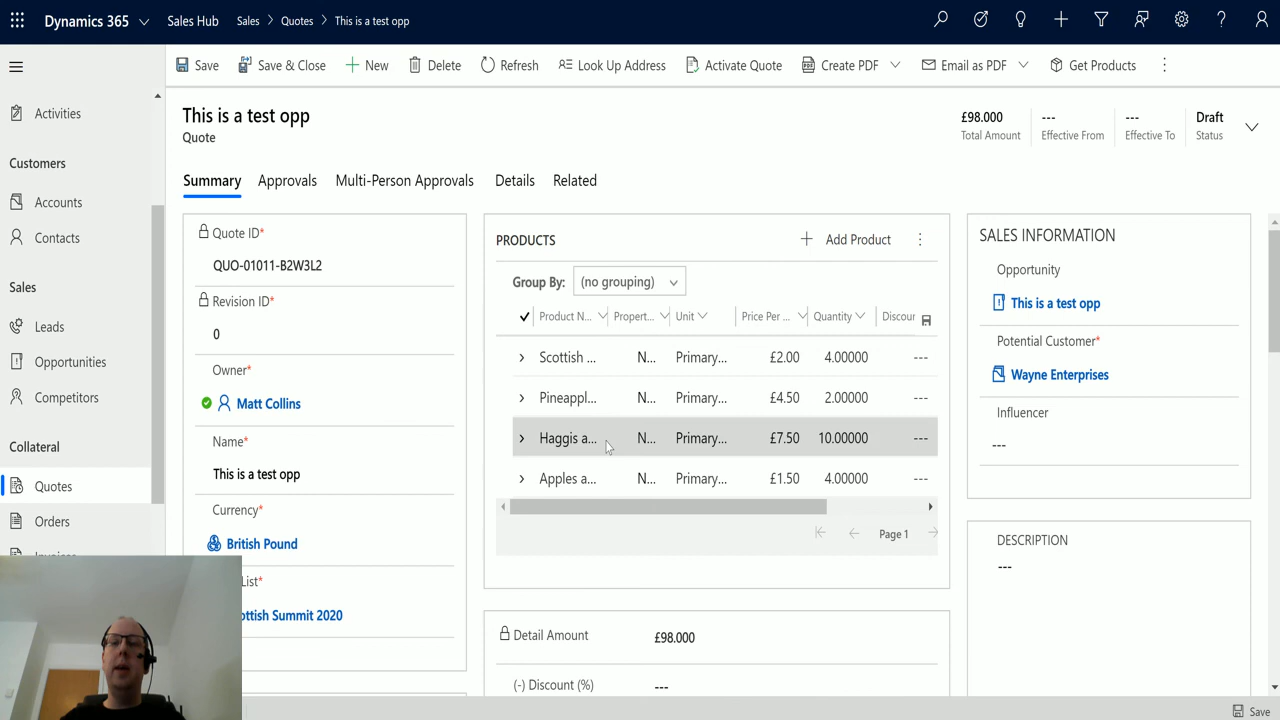 Dynamics 365
Sales Hub
Sales
Quotes
This is a test opp
Save
Save & Close
New
Delete
Refresh
Look Up Address
Activate Quote
Create PDF
Email as PDF
Get Products
Activities
Customers
Accounts
Contacts
Sales
Leads
Opportunities
Competitors
Collateral
Quotes
Orders
This is a test opp
Quote
£98.000
Total Amount
---
Effective From
---
Effective To
Draft
Status
Summary
Approvals
Multi-Person Approvals
Details
Related
Quote ID*
QUO-01011-B2W3L2
Revision ID*
0
Owner*
Matt Collins
Name*
This is a test opp
Currency*
British Pound
List*
ottish Summit 2020
PRODUCTS
+ Add Product
Group By: (no grouping)
Product N... Propert... Unit Price Per ... Quantity Discour
Scottish ... N... Primary... £2.00 4.00000 ---
Pineappl... N... Primary... £4.50 2.00000 ---
Haggis a... N... Primary... £7.50 10.00000 ---
Apples a... N... Primary... £1.50 4.00000 ---
Page 1
Detail Amount £98.000
(-) Discount (%) ---
SALES INFORMATION
Opportunity
This is a test opp
Potential Customer*
Wayne Enterprises
Influencer
---
DESCRIPTION
---
Save